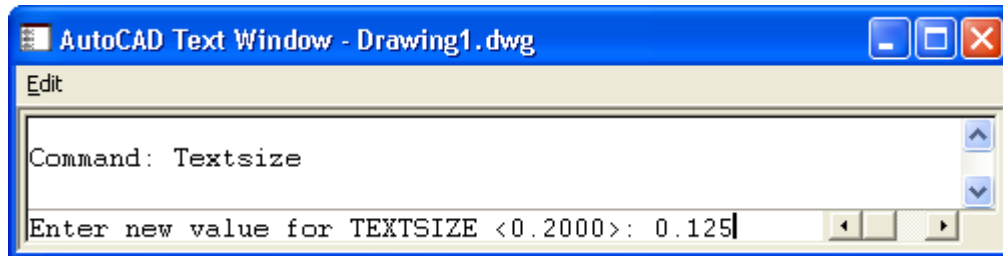 AutoCAD Text Window - Drawing1.dwg
Edit
Command: Textsize
Enter new value for TEXTSIZE <0.2000>: 0.125